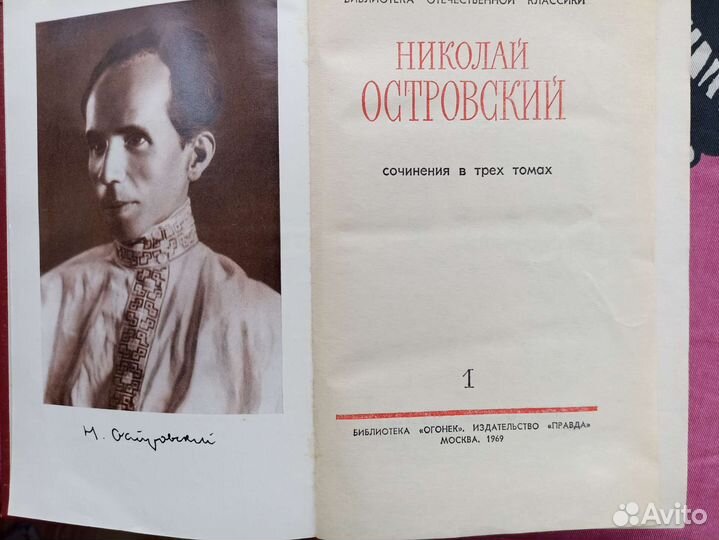 БИБЛИОТЕКА ОТЕЧЕСТВЕННОЙ КЛАССИКИ
НИКОЛАЙ
ОСТРОВСКИЙ
сочинения в трех томах
1
БИБЛИОТЕКА «ОГОНЕК». ИЗДАТЕЛЬСТВО «ПРАВДА»
МОСКВА. 1969
Н. Островский
Avito